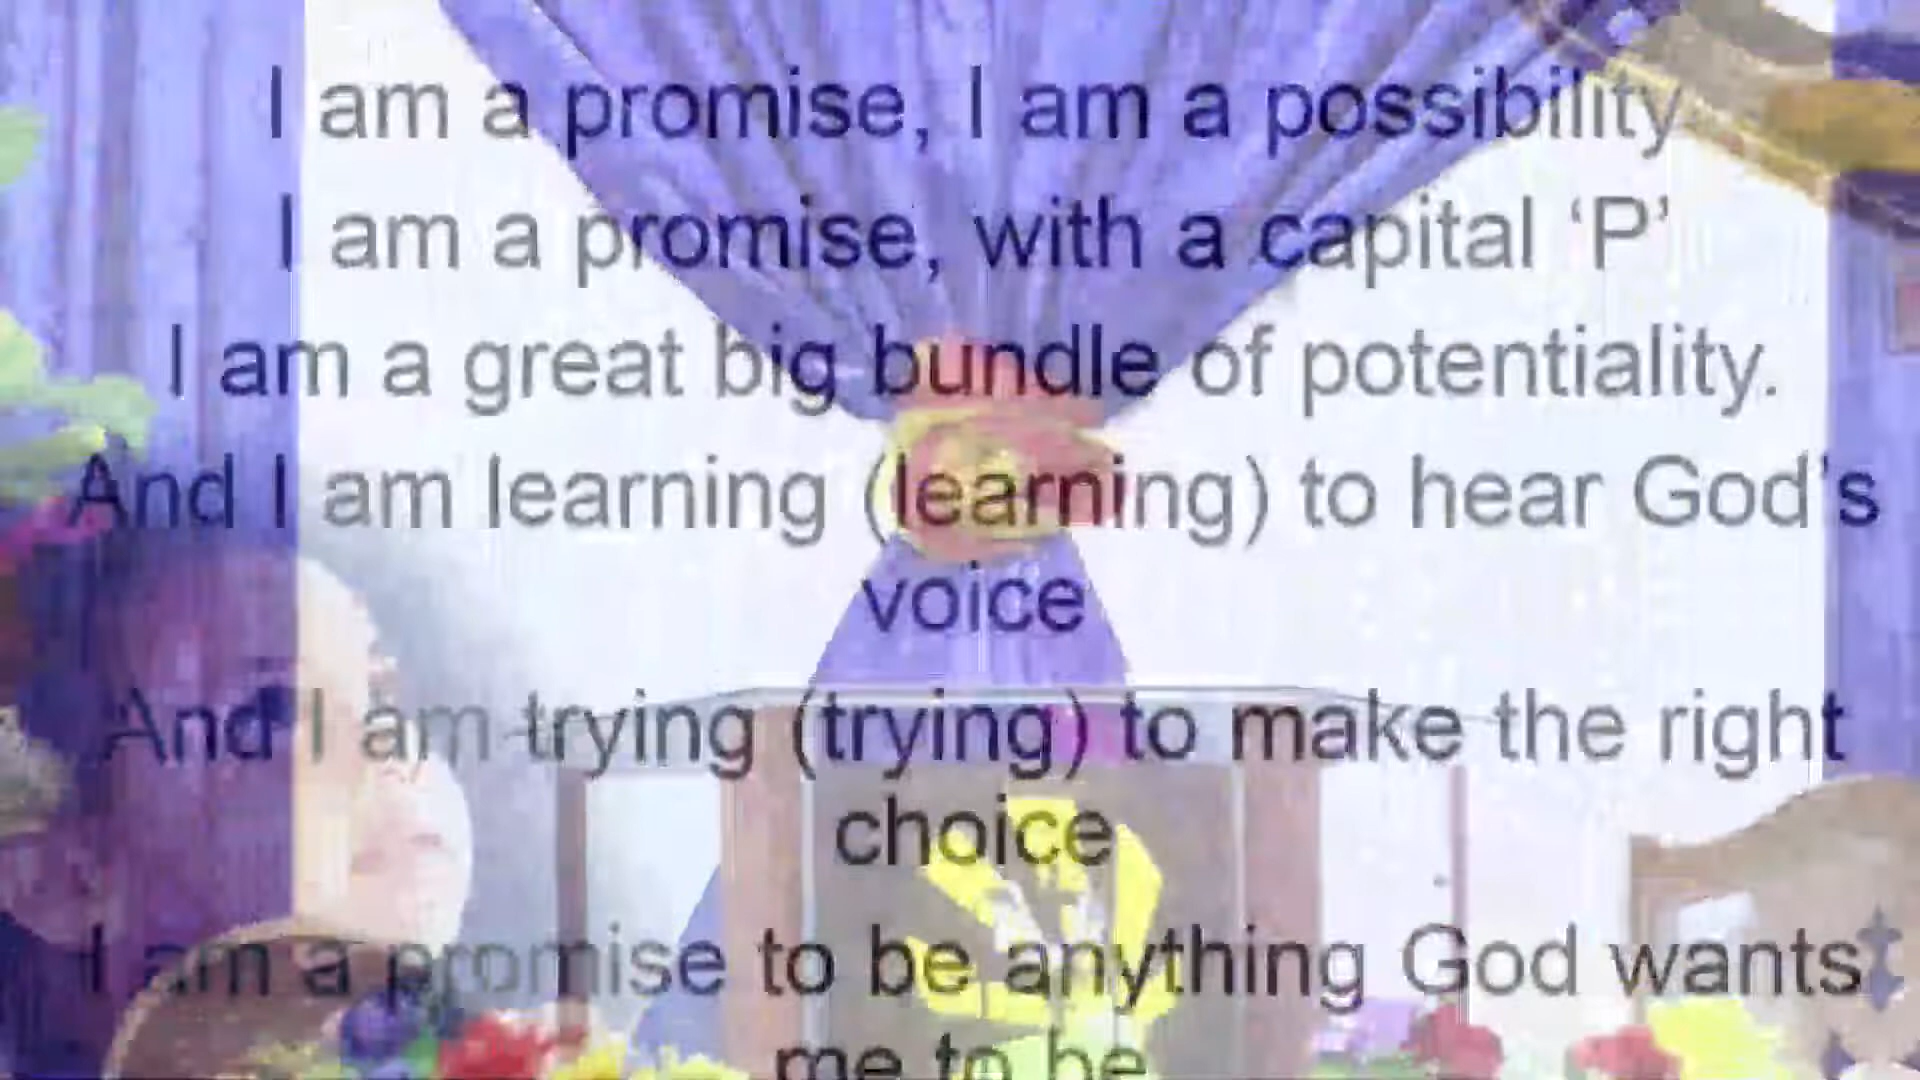 I am a promise, I am a possibility
I am a promise, with a capital ‘P’
I am a great big bundle of potentiality.
And I am learning (learning) to hear God's
voice
And I am trying (trying) to make the right
choice
I am a promise to be anything God wants
me to be